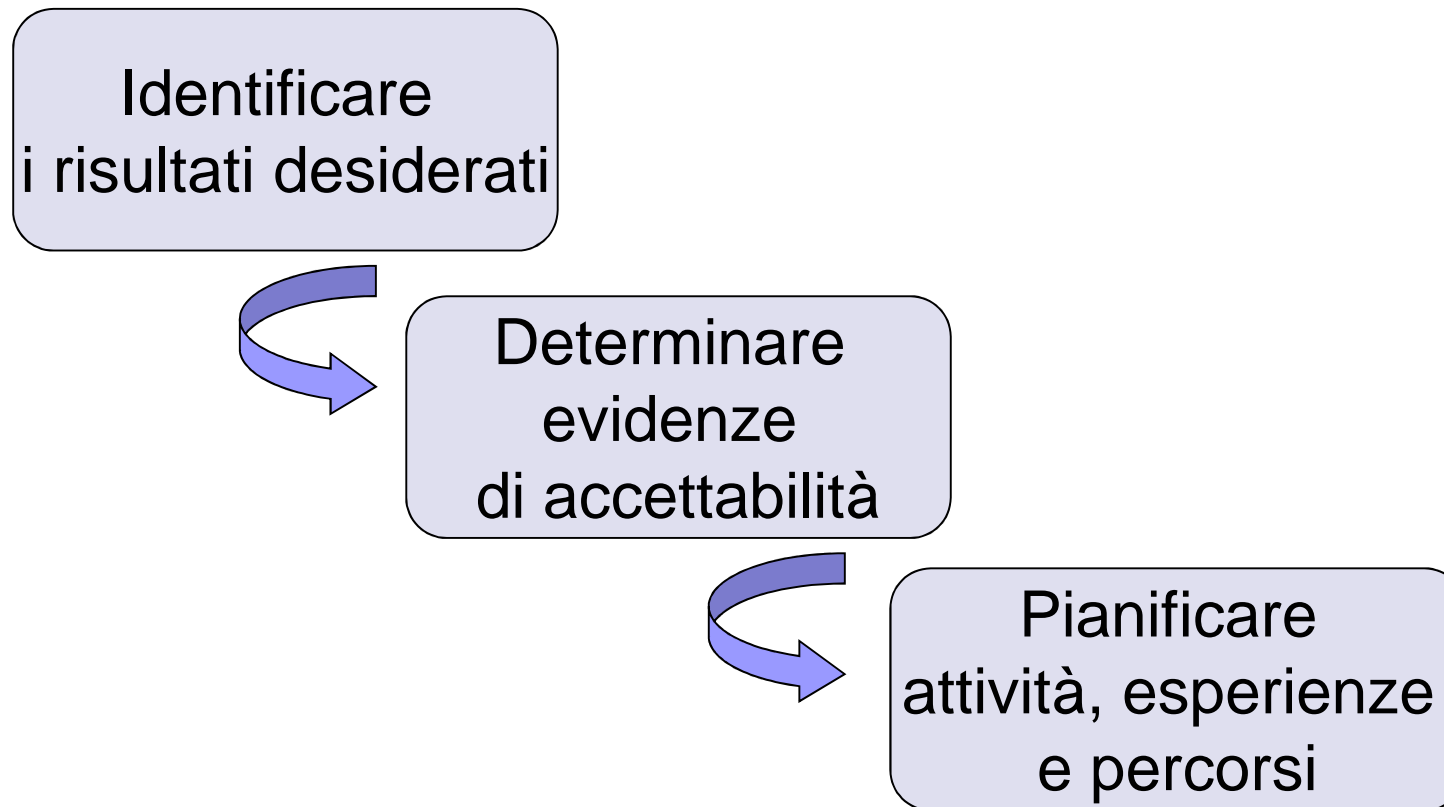 Identificare
i risultati desiderati
Determinare
evidenze
di accettabilità
Pianificare
attività, esperienze
e percorsi